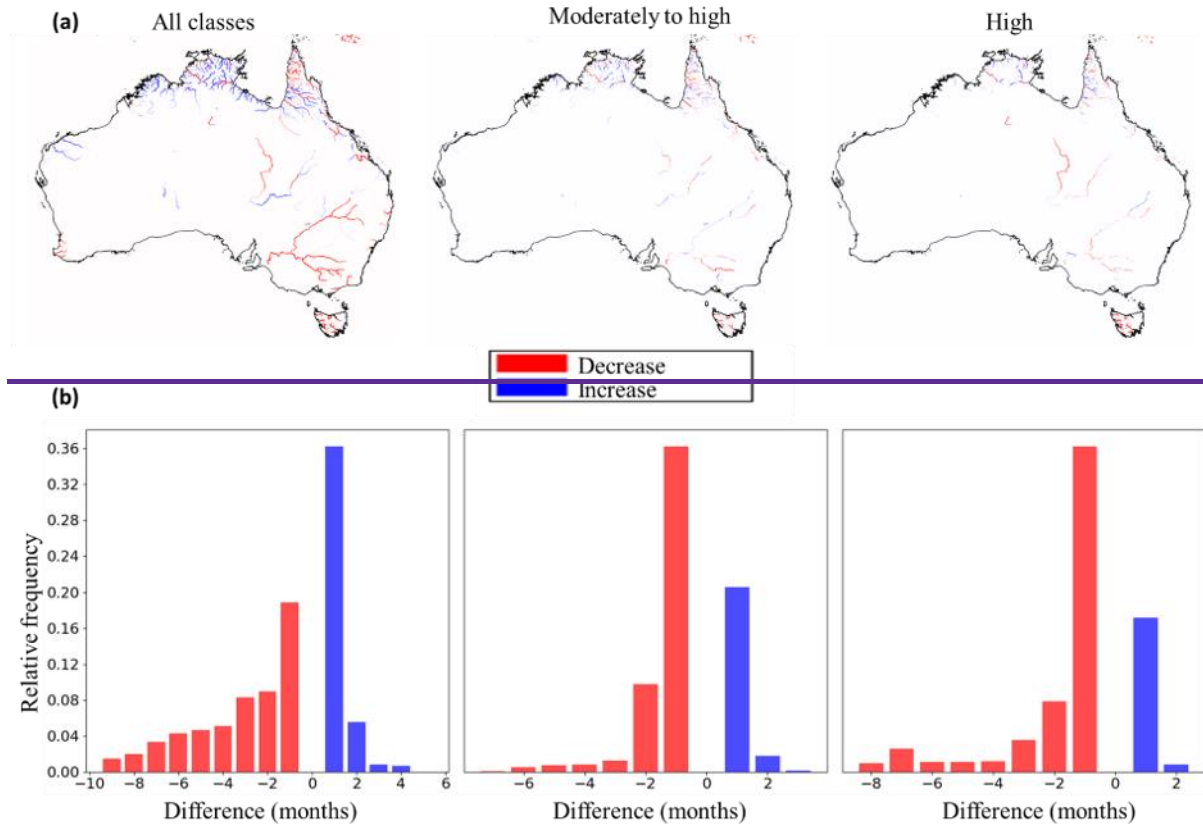 (a)
All classes
Moderately to high
High
Decrease
Increase
(b)
Relative frequency
0.36
0.32
0.28
0.24
0.20
0.16
0.12
0.08
0.04
0.00
−10 −8 −6 −4 −2 0 2 4 6
−6 −4 −2 0 2
−8 −6 −4 −2 0 2
Difference (months)
Difference (months)
Difference (months)